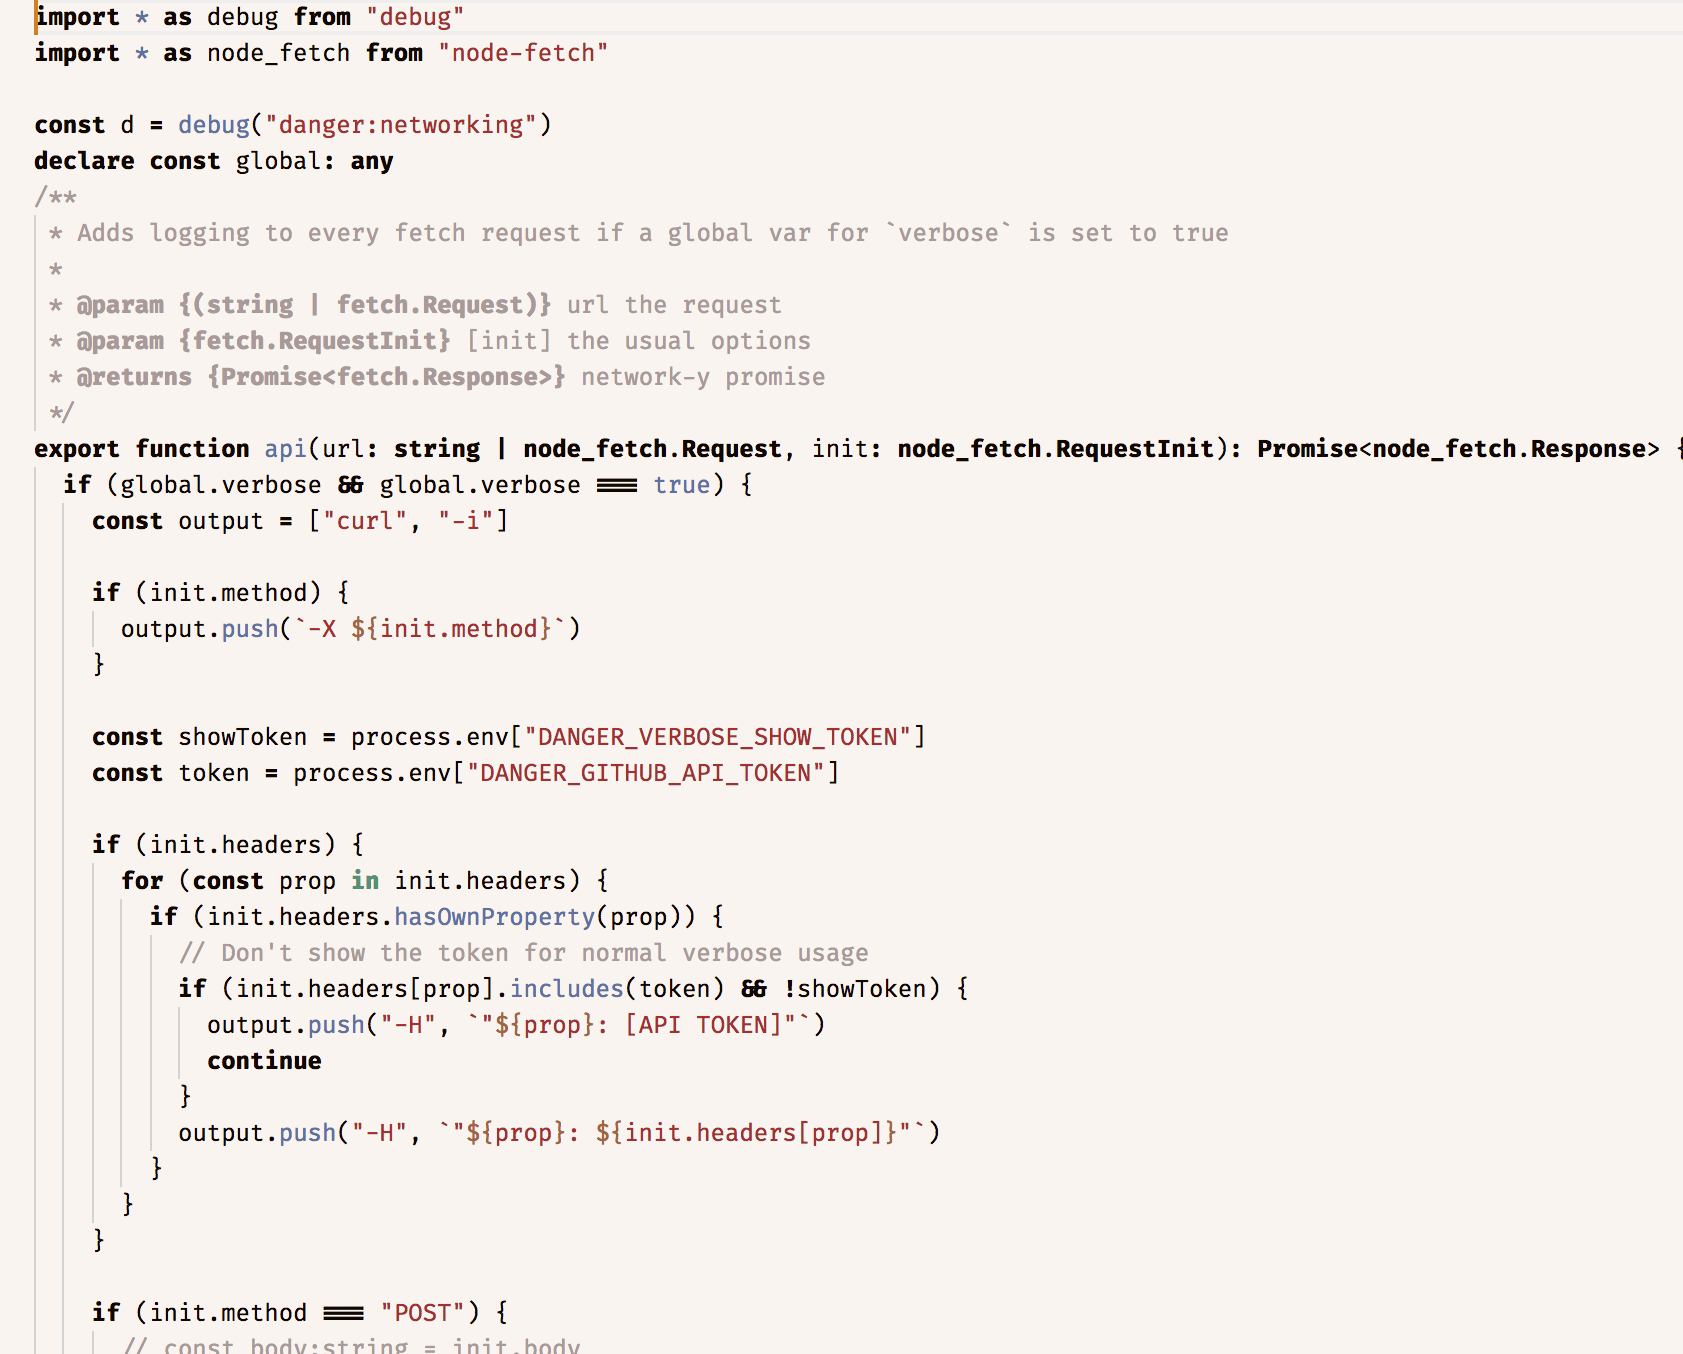 import * as debug from "debug"
import * as node_fetch from "node-fetch"

const d = debug("danger:networking")
declare const global: any
/**
 * Adds logging to every fetch request if a global var for `verbose` is set to true
 *
 * @param {(string | fetch.Request)} url the request
 * @param {fetch.RequestInit} [init] the usual options
 * @returns {Promise<fetch.Response>} network-y promise
 */
export function api(url: string | node_fetch.Request, init: node_fetch.RequestInit): Promise<node_fetch.Response> {
  if (global.verbose && global.verbose === true) {
    const output = ["curl", "-i"]

    if (init.method) {
      output.push(`-X ${init.method}`)
    }

    const showToken = process.env["DANGER_VERBOSE_SHOW_TOKEN"]
    const token = process.env["DANGER_GITHUB_API_TOKEN"]

    if (init.headers) {
      for (const prop in init.headers) {
        if (init.headers.hasOwnProperty(prop)) {
          // Don't show the token for normal verbose usage
          if (init.headers[prop].includes(token) && !showToken) {
            output.push("-H", `"${prop}: [API TOKEN]"`)
            continue
          }
          output.push("-H", `"${prop}: ${init.headers[prop]}"`)
        }
      }
    }

    if (init.method === "POST") {
      // const body:string = init.body